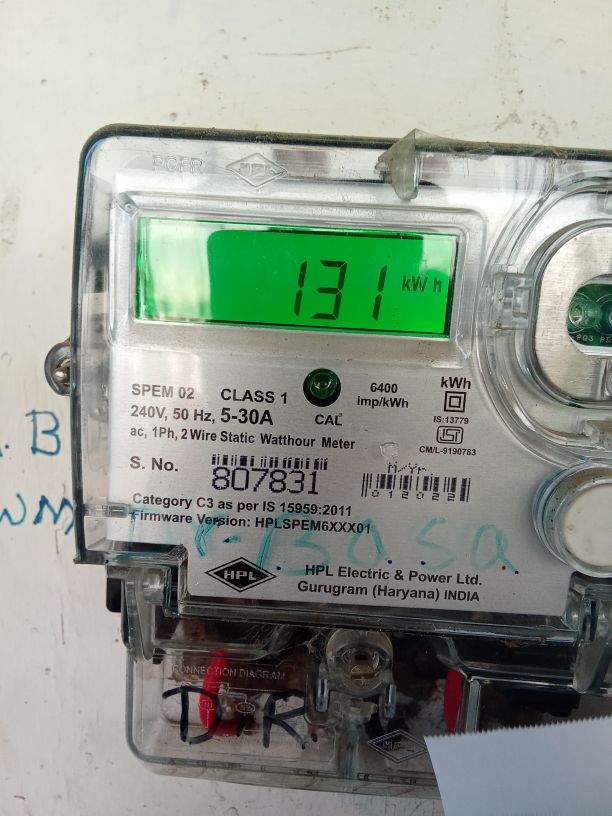 131 kWh
SPEM 02 CLASS 1 6400 imp/kWh kWh
240V, 50 Hz, 5-30A CAL IS:13779
ac, 1Ph, 2 Wire Static Watthour Meter CM/L-9190783
S. No. 807831 M/Yr 012022
Category C3 as per IS 15959:2011
Firmware Version: HPLSPEM6XXX01
HPL HPL Electric & Power Ltd.
Gurugram (Haryana) INDIA
CONNECTION DIAGRAM
D.R.